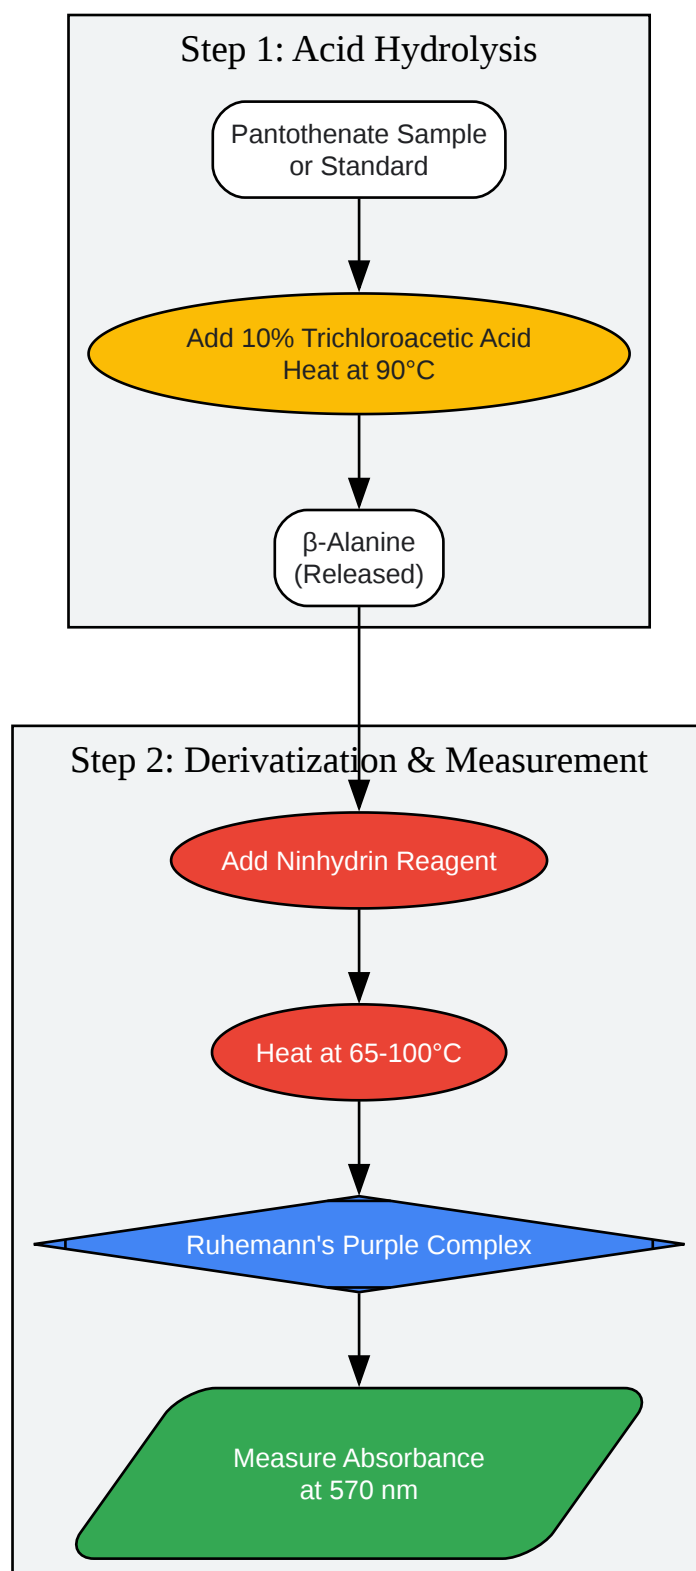 Step 1: Acid Hydrolysis
Pantothenate Sample
or Standard
Add 10% Trichloroacetic Acid
Heat at 90°C
β-Alanine
(Released)
Step 2: Derivatization & Measurement
Add Ninhydrin Reagent
Heat at 65-100°C
Ruhemann's Purple Complex
Measure Absorbance
at 570 nm